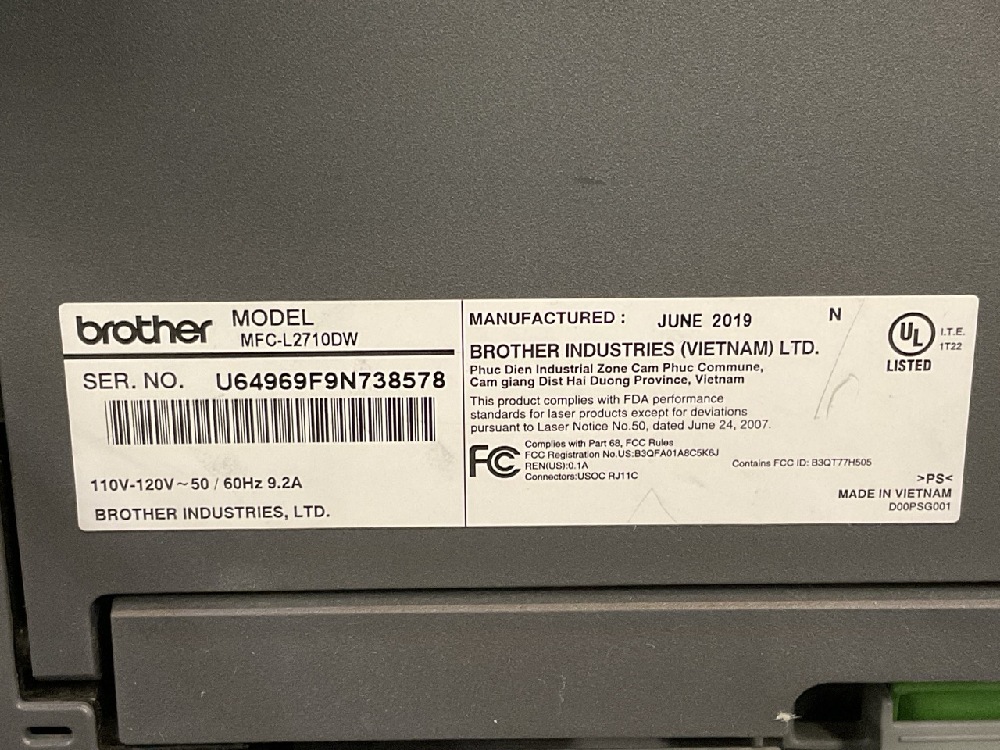 brother MODEL
MFC-L2710DW
SER. NO. U64969F9N738578
110V-120V~50 / 60Hz 9.2A
BROTHER INDUSTRIES, LTD.
MANUFACTURED : JUNE 2019 N
BROTHER INDUSTRIES (VIETNAM) LTD.
Phuc Dien Industrial Zone Cam Phuc Commune,
Cam giang Dist Hai Duong Province, Vietnam
This product complies with FDA performance
standards for laser products except for deviations
pursuant to Laser Notice No.50, dated June 24, 2007.
FC
Complies with Part 68, FCC Rules
FCC Registration No.US:B3QFA01A8C5K6J
REN(US):0.1A
Connectors:USOC RJ11C
Contains FCC ID: B3QT77H505
UL
LISTED
I.T.E.
1T22
>PS<
MADE IN VIETNAM
D00PSG001